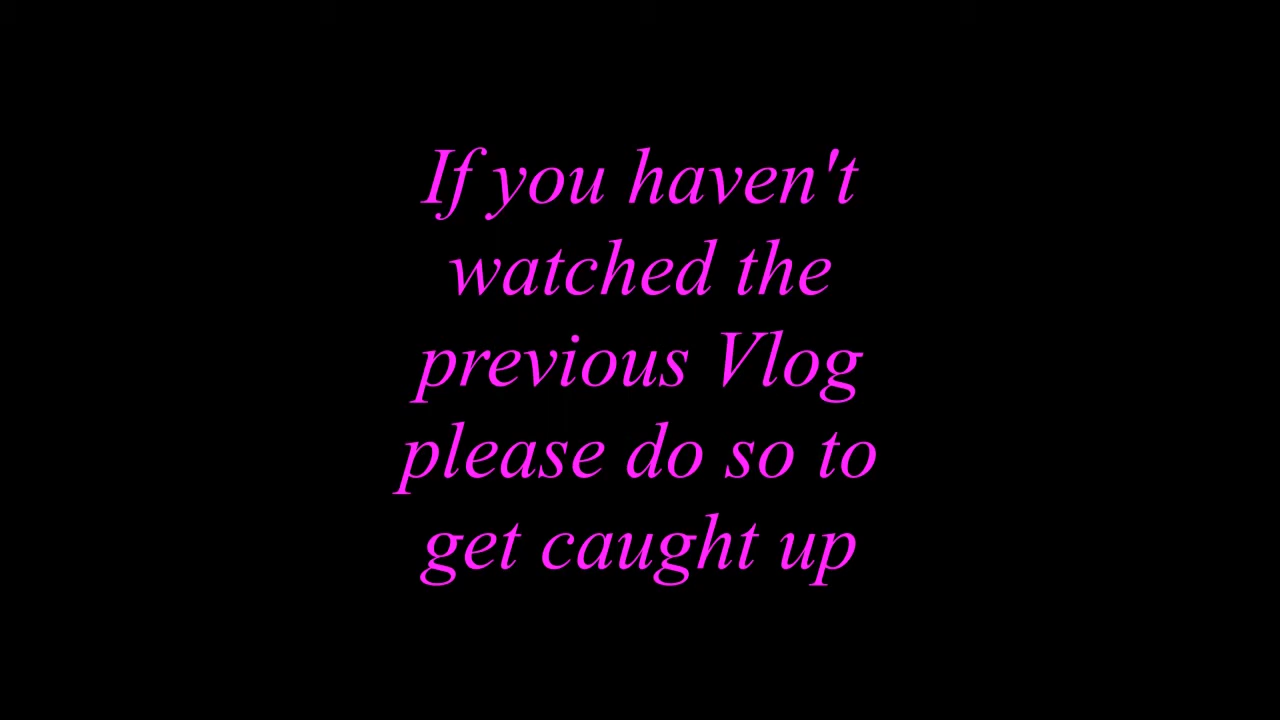 If you haven't
watched the
previous Vlog
please do so to
get caught up